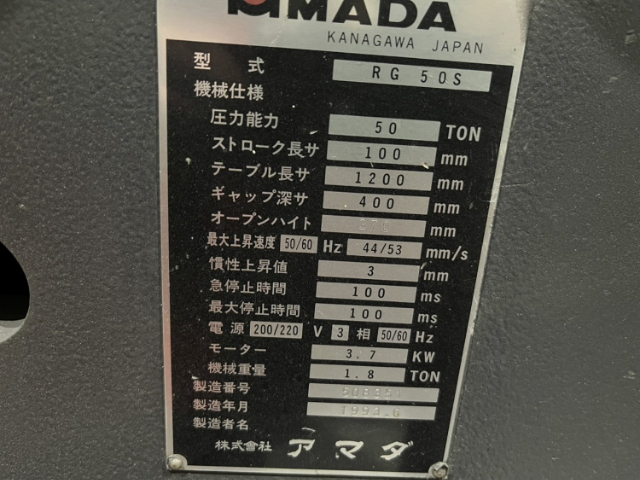 AMADA
KANAGAWA JAPAN
型式 RG 50S
機械仕様
圧力能力 50 TON
ストローク長サ 100 mm
テーブル長サ 1200 mm
ギャップ深サ 400 mm
オープンハイト mm
最大上昇速度 50/60 Hz 44/53 mm/s
慣性上昇値 3 mm
急停止時間 100 ms
最大停止時間 100 ms
電源 200/220 V 3 相 50/60 Hz
モーター 3.7 KW
機械重量 1.8 TON
製造番号
製造年月 1993.6
製造者名
株式会社 アマダ